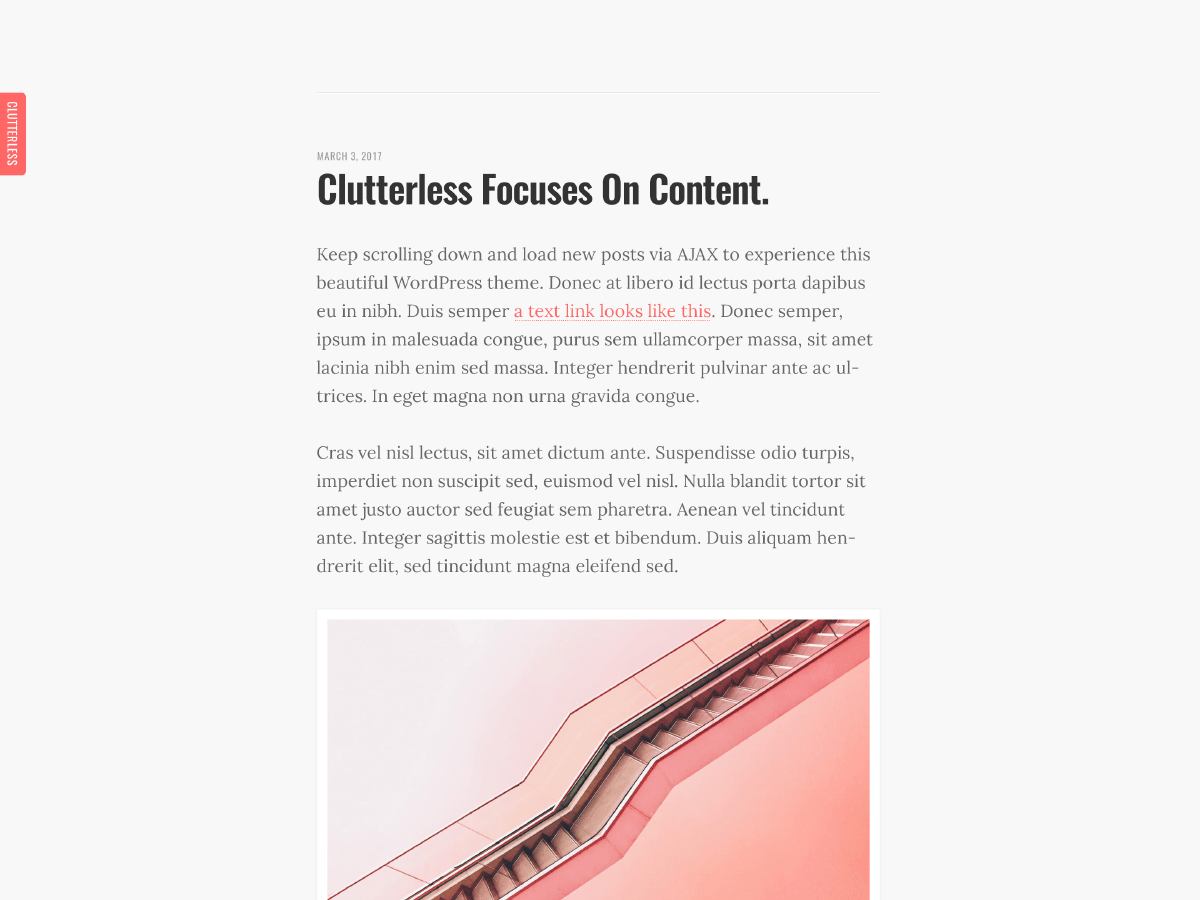 CLUTTERLESS
MARCH 3, 2017
Clutterless Focuses On Content.
Keep scrolling down and load new posts via AJAX to experience this
beautiful WordPress theme. Donec at libero id lectus porta dapibus
eu in nibh. Duis semper a text link looks like this. Donec semper,
ipsum in malesuada congue, purus sem ullamcorper massa, sit amet
lacinia nibh enim sed massa. Integer hendrerit pulvinar ante ac ul-
trices. In eget magna non urna gravida congue.
Cras vel nisl lectus, sit amet dictum ante. Suspendisse odio turpis,
imperdiet non suscipit sed, euismod vel nisl. Nulla blandit tortor sit
amet justo auctor sed feugiat sem pharetra. Aenean vel tincidunt
ante. Integer sagittis molestie est et bibendum. Duis aliquam hen-
drerit elit, sed tincidunt magna eleifend sed.